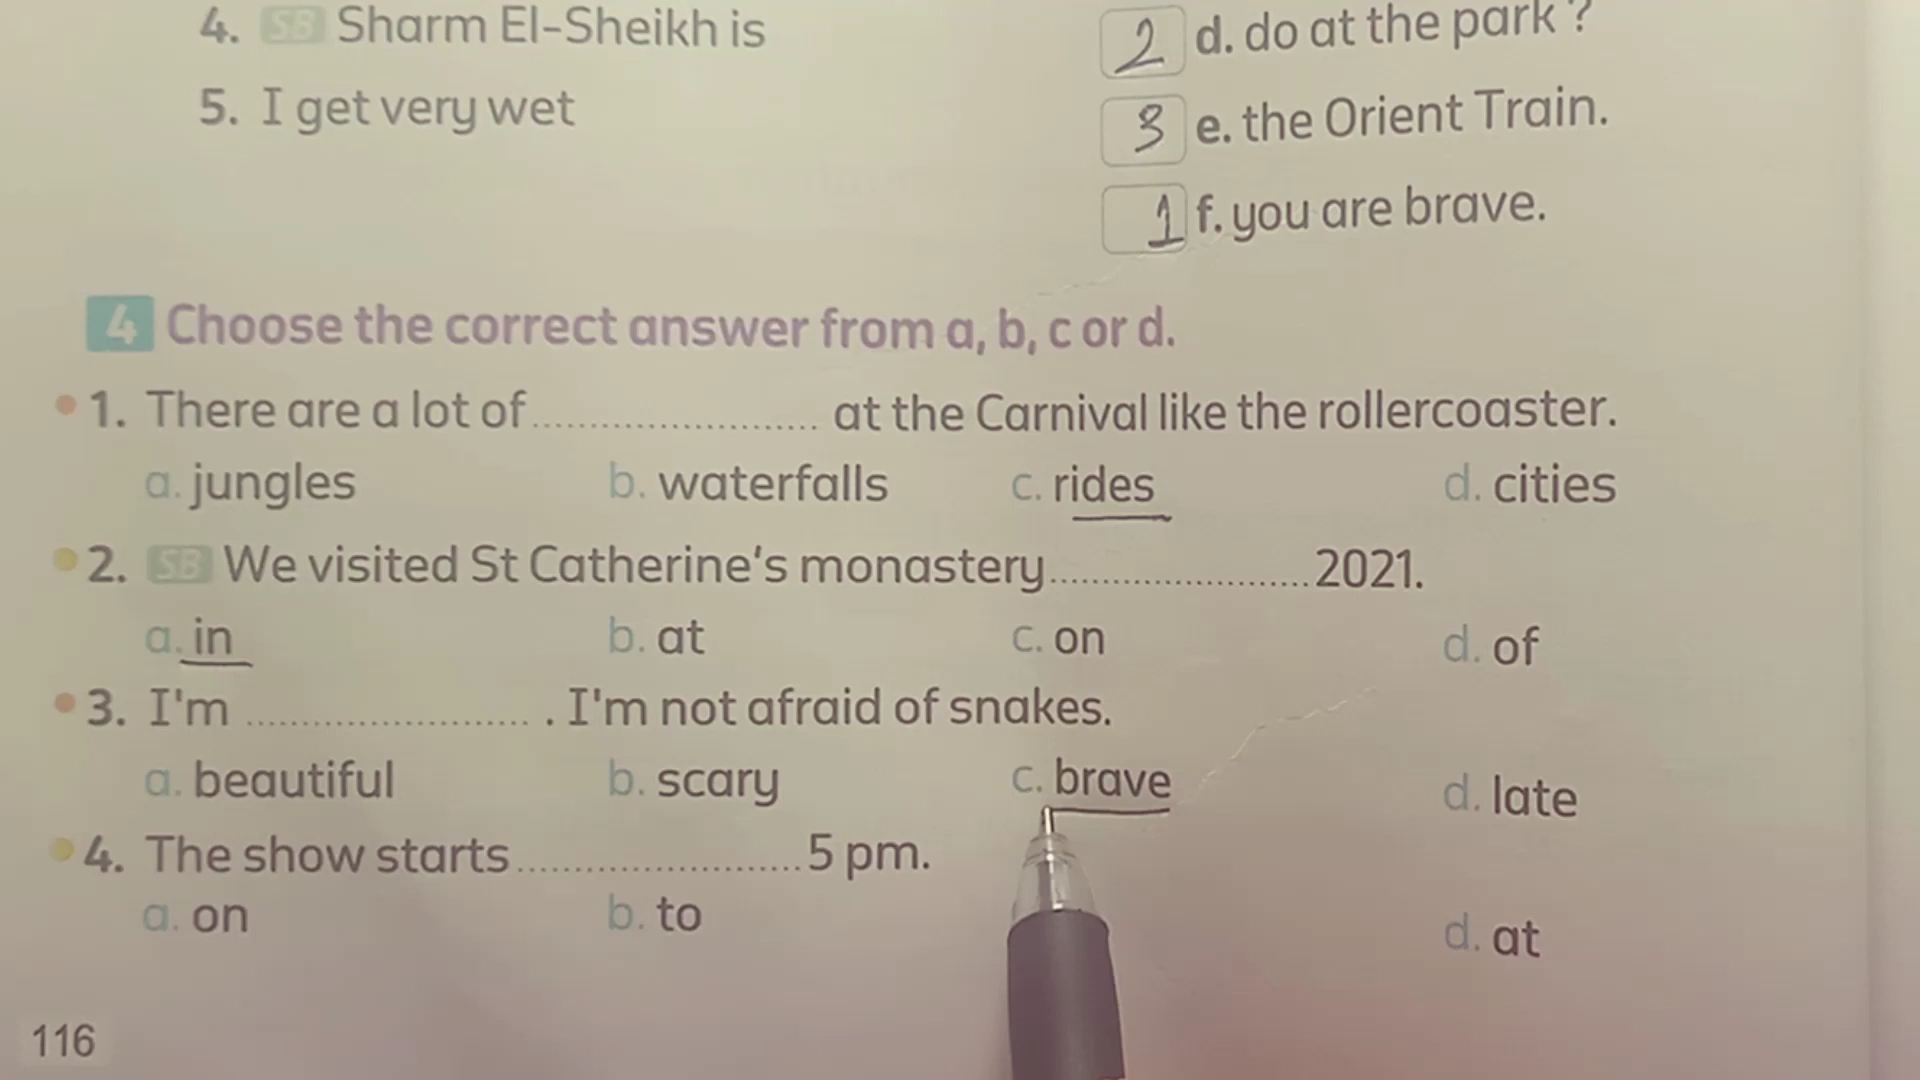 4. SB Sharm El-Sheikh is
2 d. do at the park ?
5. I get very wet
3 e. the Orient Train.
1 f. you are brave.
4 Choose the correct answer from a, b, c or d.
1. There are a lot of ........................ at the Carnival like the rollercoaster.
a. jungles b. waterfalls c. rides d. cities
2. SB We visited St Catherine's monastery........................2021.
a. in b. at c. on d. of
3. I'm ........................ . I'm not afraid of snakes.
a. beautiful b. scary c. brave d. late
4. The show starts........................5 pm.
a. on b. to d. at
116